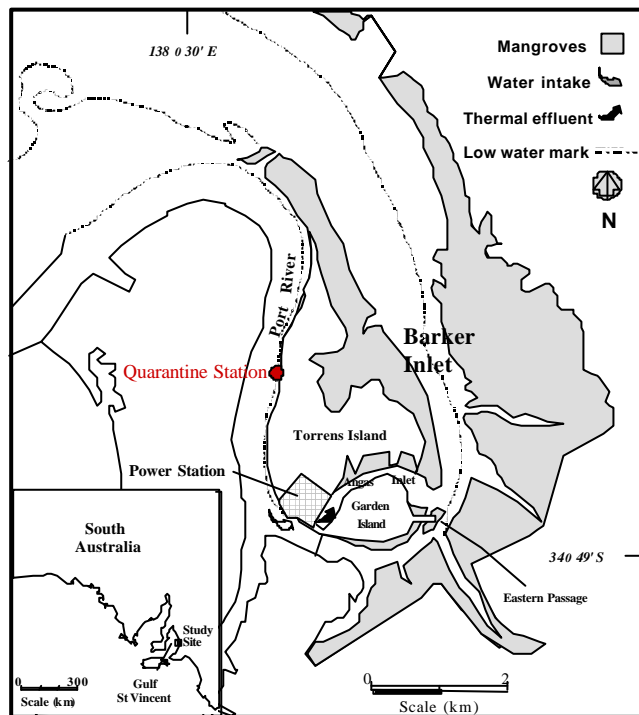 138 0 30' E
Mangroves
Water intake
Thermal effluent
Low water mark
N
Port River
Barker
Inlet
Quarantine Station
Torrens Island
Power Station
Angas Inlet
Garden
Island
South
Australia
340 49'S
Eastern Passage
Study
Site
0 300
Gulf
St Vincent
Scale (km)
0 2
Scale (km)